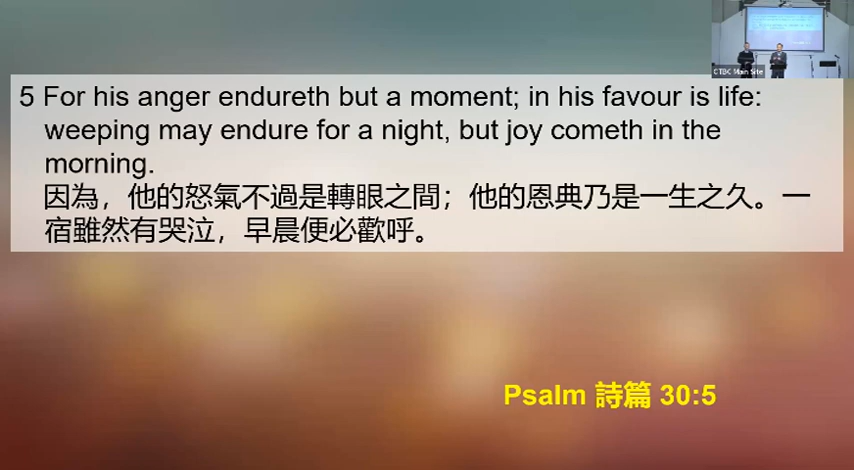 CTBC Main Site
5 For his anger endureth but a moment; in his favour is life:
weeping may endure for a night, but joy cometh in the
morning.
因為，他的怒氣不過是轉眼之間；他的恩典乃是一生之久。一
宿雖然有哭泣，早晨便必歡呼。
Psalm 詩篇 30:5